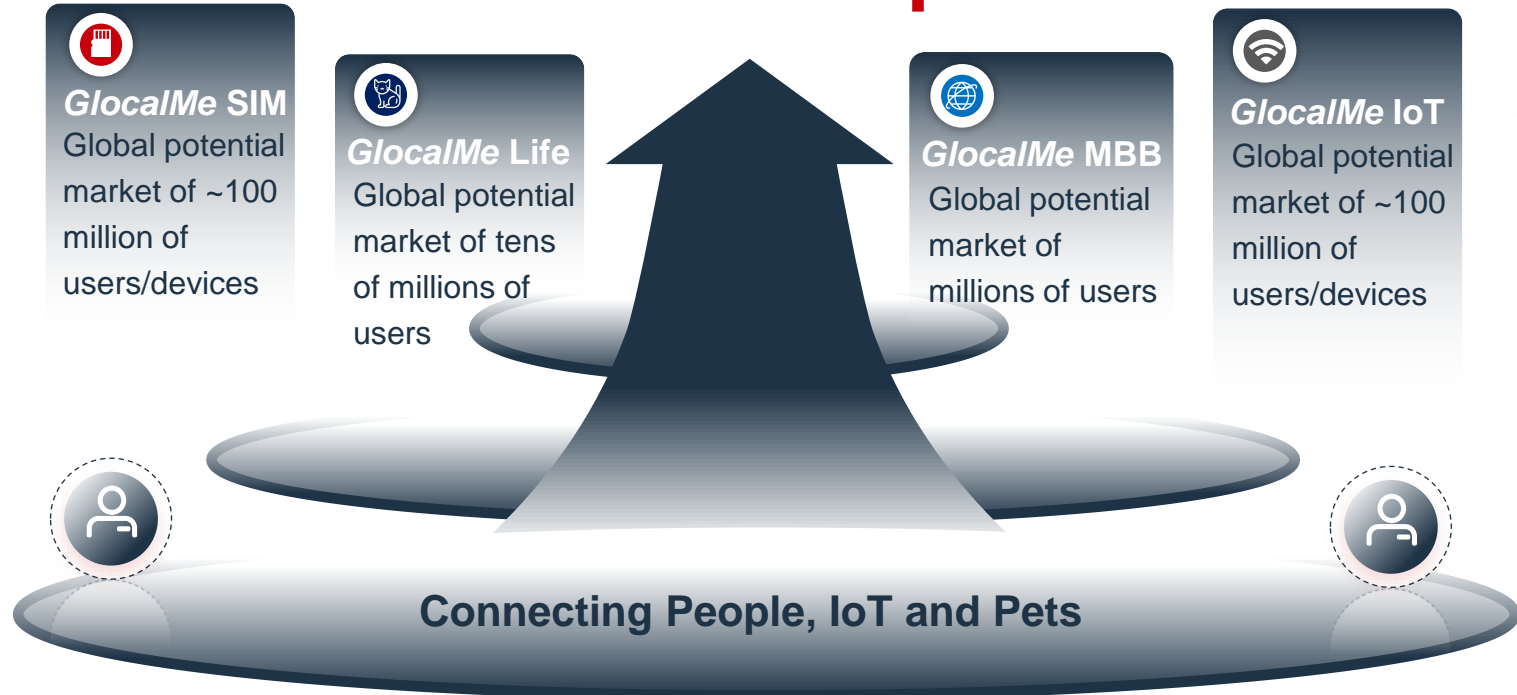 GlocalMe SIM
Global potential
market of ~100
million of
users/devices
GlocalMe Life
Global potential
market of tens
of millions of
users
GlocalMe MBB
Global potential
market of
millions of users
GlocalMe IoT
Global potential
market of ~100
million of
users/devices
Connecting People, IoT and Pets